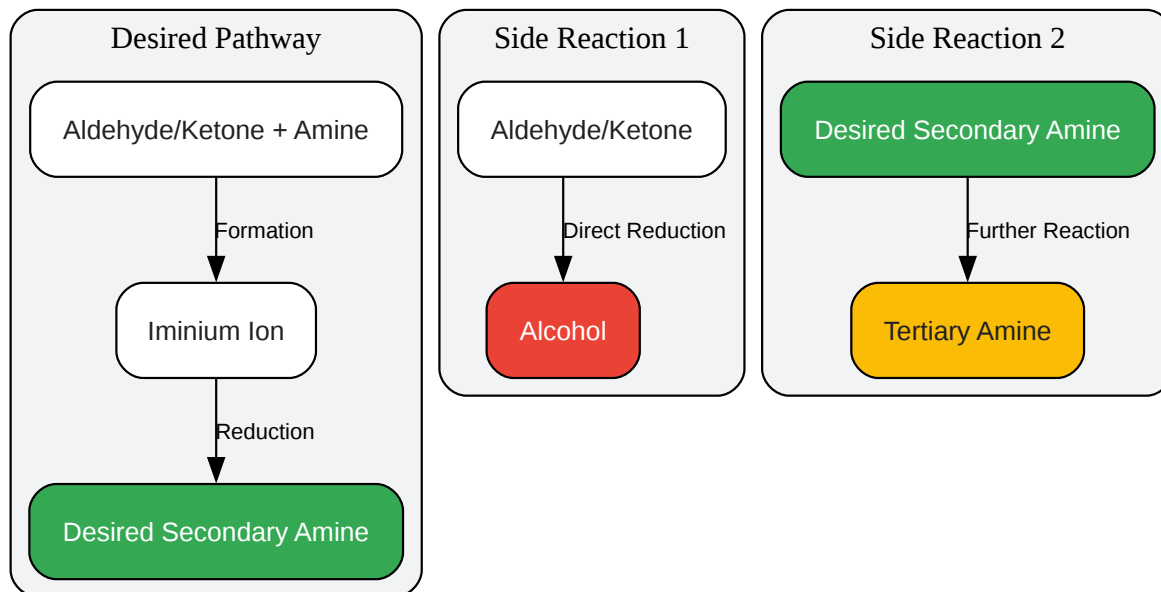 Desired Pathway
Aldehyde/Ketone + Amine
Formation
Iminium Ion
Reduction
Desired Secondary Amine
Side Reaction 1
Aldehyde/Ketone
Direct Reduction
Alcohol
Side Reaction 2
Desired Secondary Amine
Further Reaction
Tertiary Amine